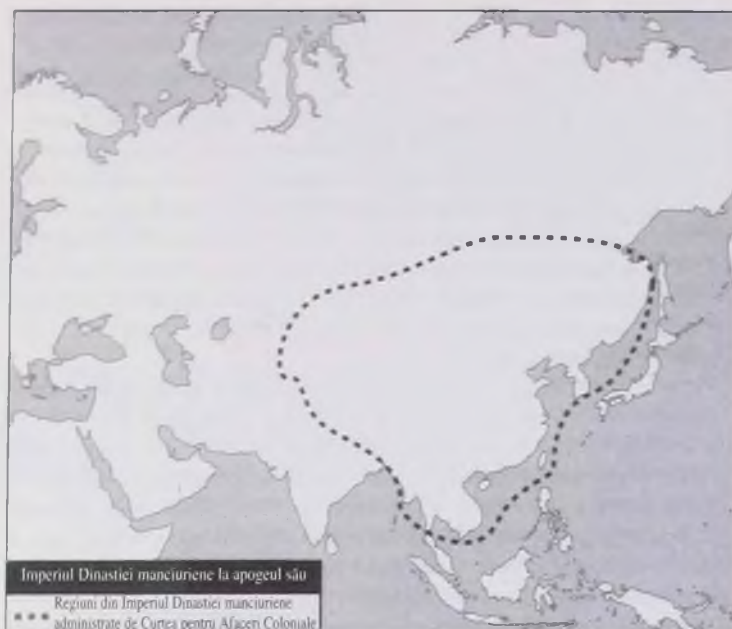 Imperiul Dinastiei manciuriene la apogeul său
Regiuni din Imperiul Dinastiei manciuriene
administrate de Curtea pentru Afaceri Coloniale